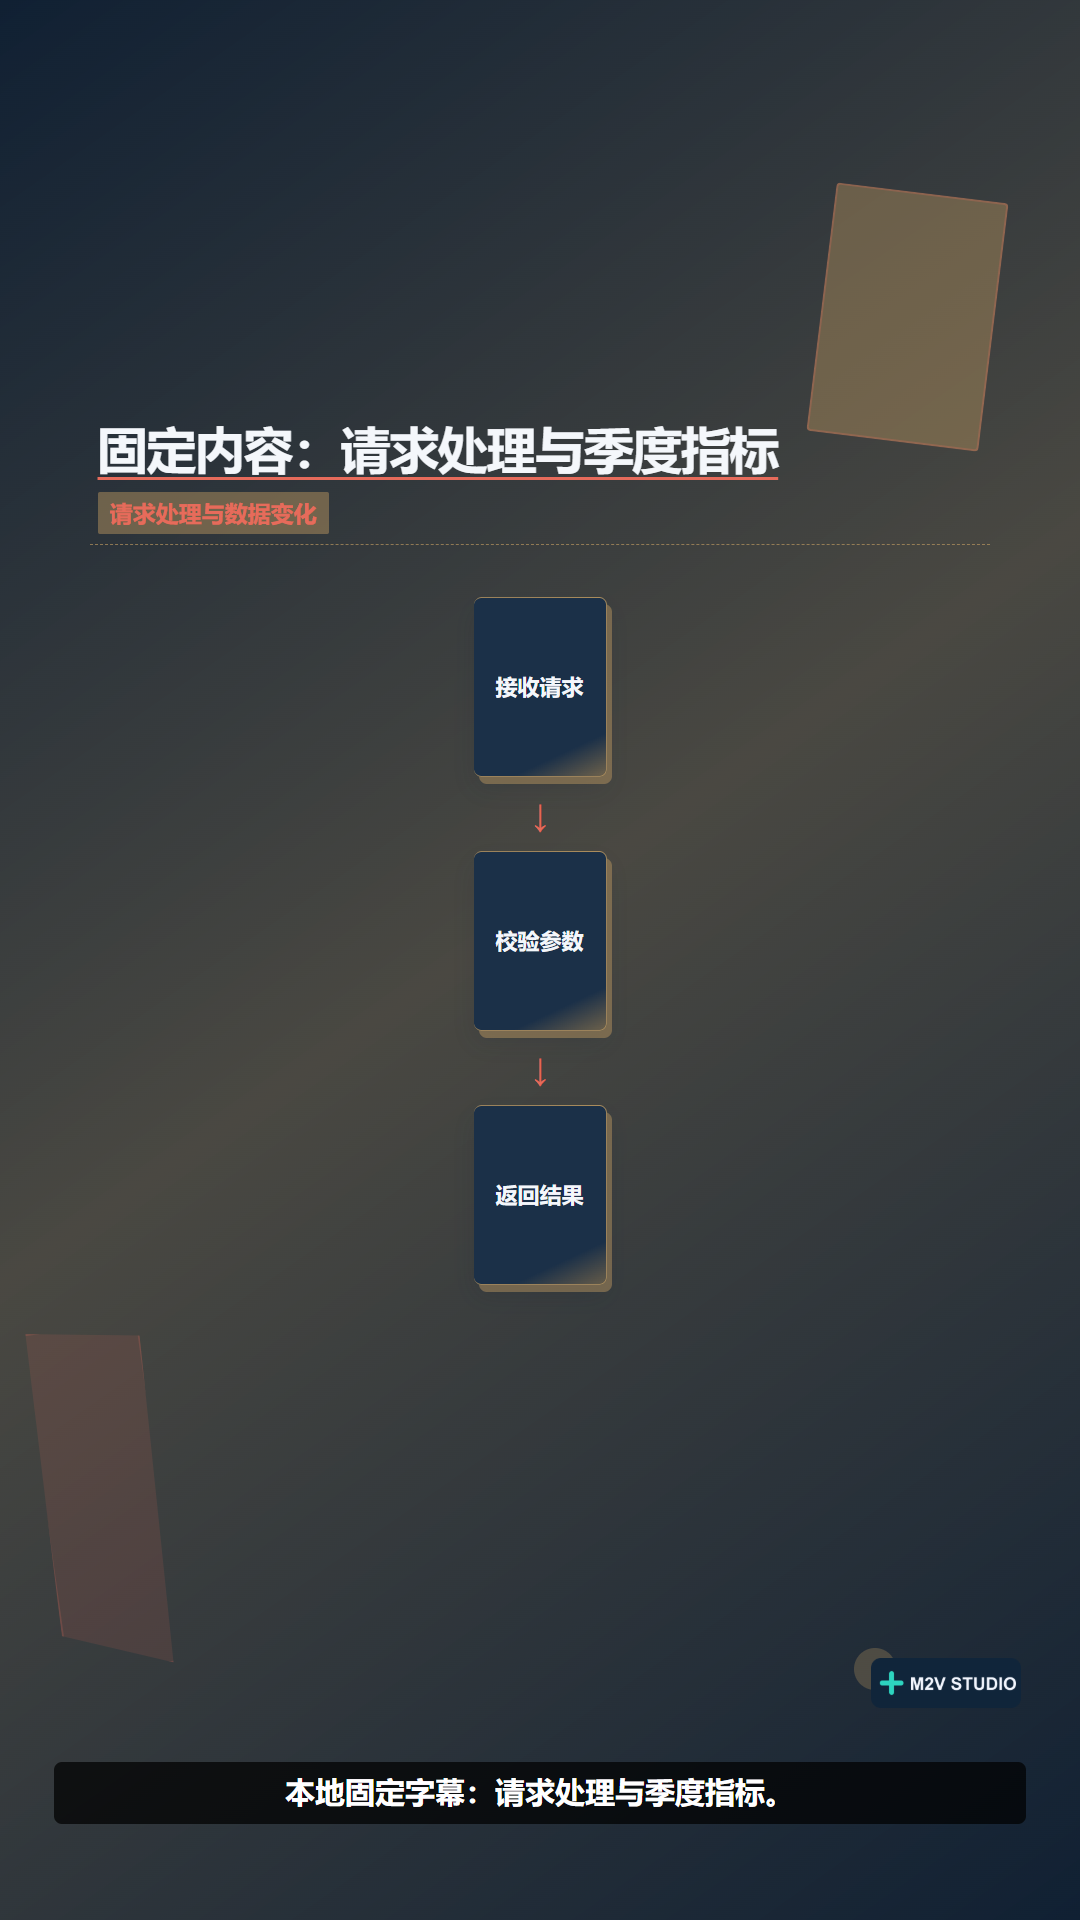 固定内容：请求处理与季度指标
请求处理与数据变化
接收请求
↓
校验参数
↓
返回结果
M2V STUDIO
本地固定字幕：请求处理与季度指标。